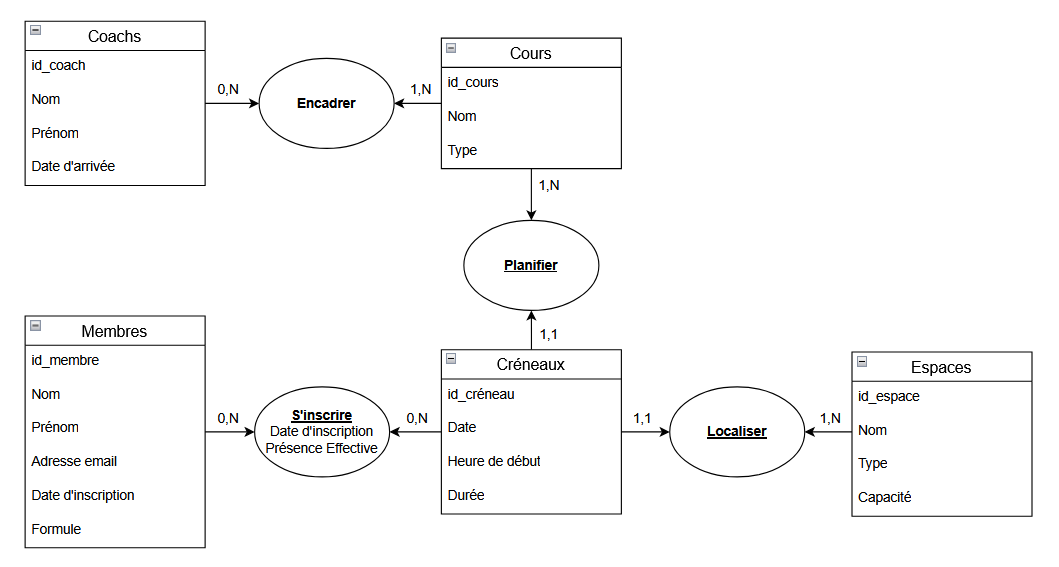 Coachs
id_coach
Nom
Prénom
Date d'arrivée
0,N
Encadrer
1,N
Cours
id_cours
Nom
Type
1,N
Planifier
1,1
Membres
id_membre
Nom
Prénom
Adresse email
Date d'inscription
Formule
0,N
S'inscrire
Date d'inscription
Présence Effective
0,N
Créneaux
id_créneau
Date
Heure de début
Durée
1,1
Localiser
1,N
Espaces
id_espace
Nom
Type
Capacité